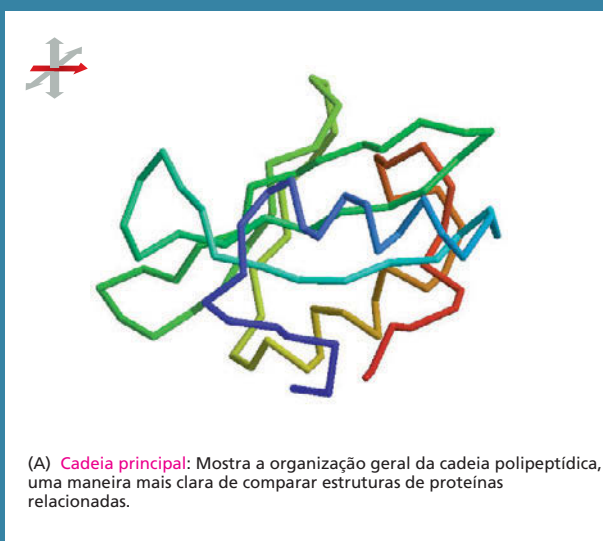 (A) Cadeia principal: Mostra a organização geral da cadeia polipeptídica,
uma maneira mais clara de comparar estruturas de proteínas
relacionadas.